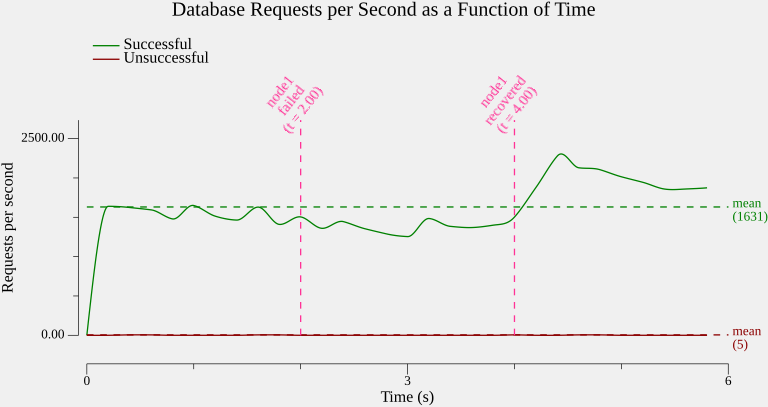 Database Requests per Second as a Function of Time
Successful
Unsuccessful
node1
failed
(t = 2.00)
node1
recovered
(t = 4.00)
2500.00
0.00
Requests per second
mean
(1631)
mean
(5)
0
3
6
Time (s)